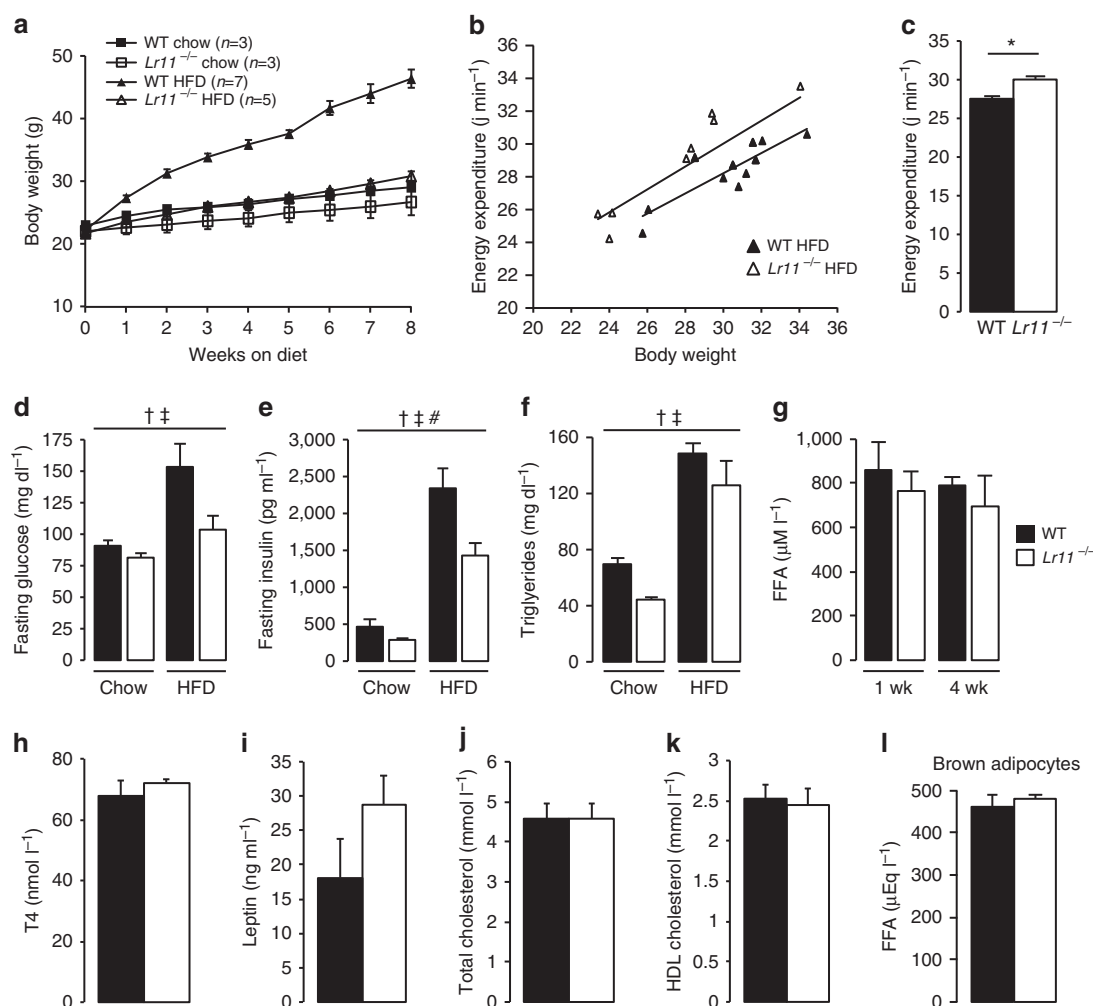 a
WT chow (n=3)
Lr11 −/− chow (n=3)
WT HFD (n=7)
Lr11 −/− HFD (n=5)
50
40
30
20
10
Body weight (g)
0 1 2 3 4 5 6 7 8
Weeks on diet
b
36
34
32
30
28
26
24
22
20
Energy expenditure (j min−1)
WT HFD
Lr11 −/− HFD
20 22 24 26 28 30 32 34 36
Body weight
c
35
30
25
20
15
10
5
0
Energy expenditure (j min−1)
*
WT Lr11 −/−
d
† ‡
175
150
125
100
75
50
25
0
Fasting glucose (mg dl−1)
Chow HFD
e
† ‡ #
3,000
2,500
2,000
1,500
1,000
500
0
Fasting insulin (pg ml−1)
Chow HFD
f
† ‡
160
120
80
40
0
Triglycerides (mg dl−1)
Chow HFD
g
1,000
800
600
400
200
0
FFA (μM l−1)
1 wk 4 wk
WT
Lr11 −/−
h
80
60
40
20
0
T4 (nmol l−1)
i
35
30
25
20
15
10
5
0
Leptin (ng ml−1)
j
6
5
4
3
2
1
0
Total cholesterol (mmol l−1)
k
3
2.5
2
1.5
1
0.5
0
HDL cholesterol (mmol l−1)
l
Brown adipocytes
500
400
300
200
100
0
FFA (μEq l−1)